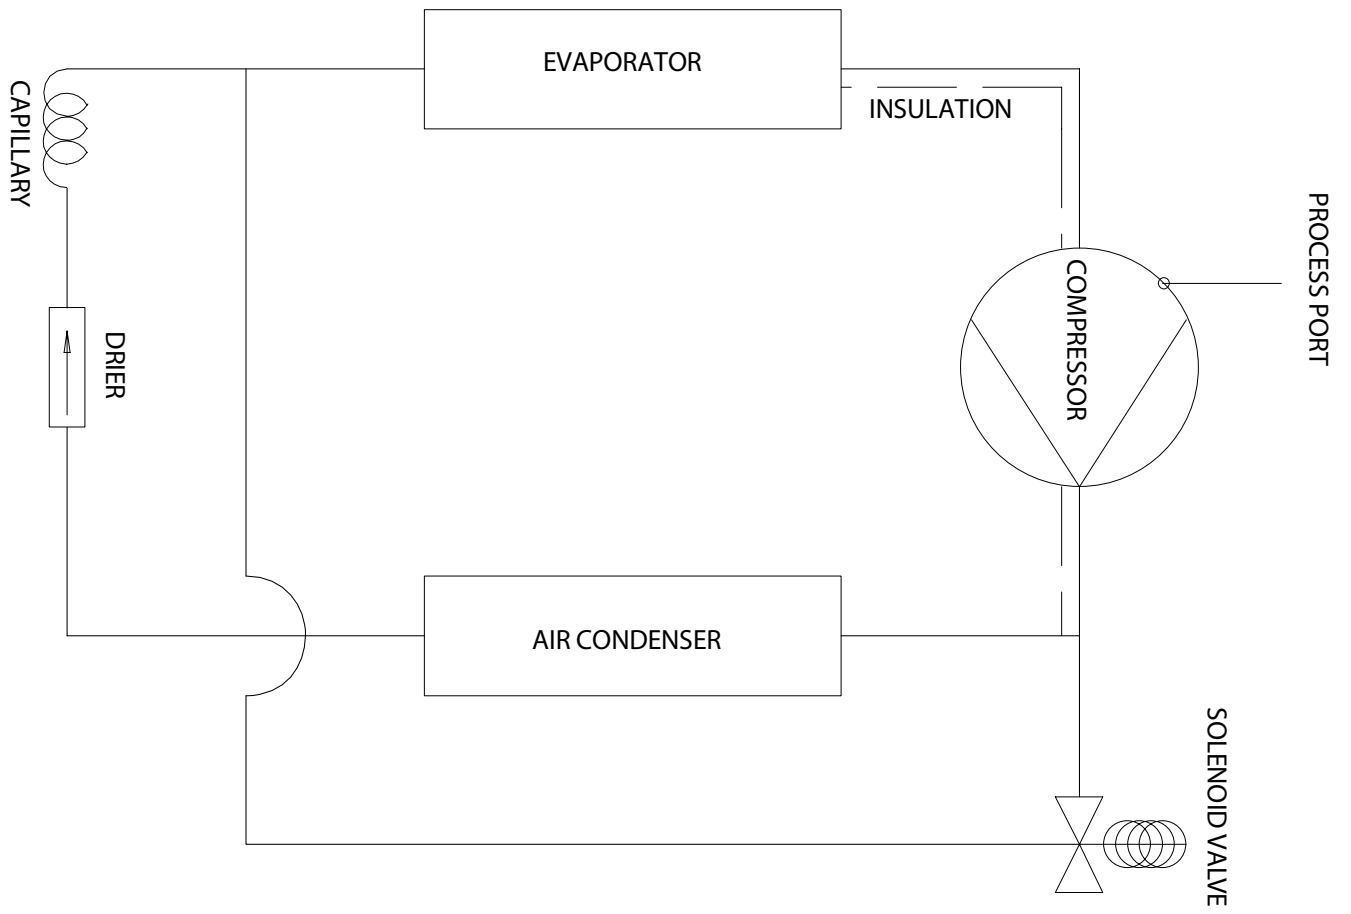 EVAPORATOR
INSULATION
CAPILLARY
PROCESS PORT
COMPRESSOR
DRIER
AIR CONDENSER
SOLENOID VALVE